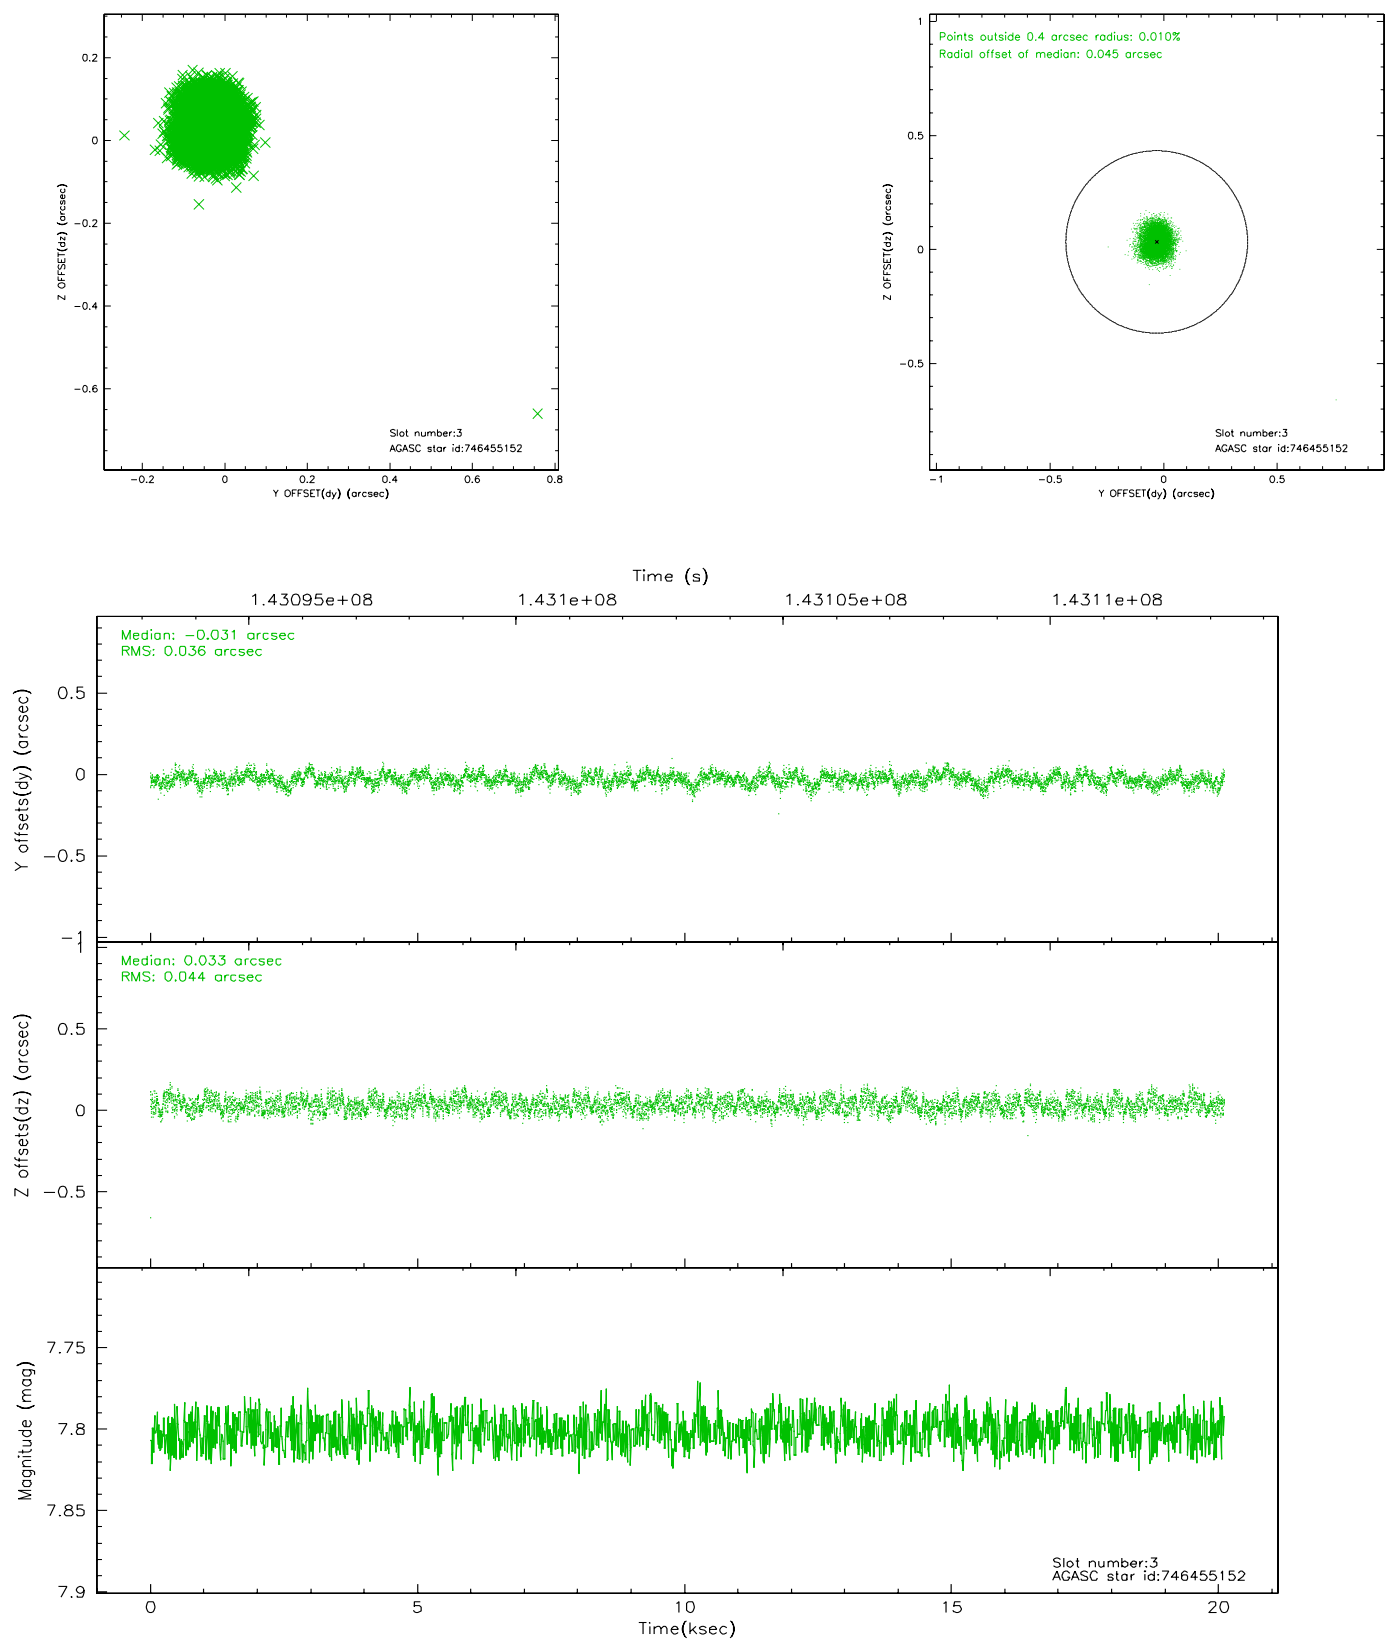 0.2
0
−0.2
−0.4
−0.6
Z OFFSET(dz) (arcsec)
Slot number:3
AGASC star id:746455152
−0.2 0 0.2 0.4 0.6 0.8
Y OFFSET(dy) (arcsec)
Points outside 0.4 arcsec radius: 0.010%
Radial offset of median: 0.045 arcsec
1
0.5
0
−0.5
Z OFFSET(dz) (arcsec)
Slot number:3
AGASC star id:746455152
−1 −0.5 0 0.5
Y OFFSET(dy) (arcsec)
Time (s)
1.43095e+08 1.431e+08 1.43105e+08 1.4311e+08
Median: −0.031 arcsec
RMS: 0.036 arcsec
0.5
0
−0.5
−1
Y offsets(dy) (arcsec)
1
Median: 0.033 arcsec
RMS: 0.044 arcsec
0.5
0
−0.5
Z offsets(dz) (arcsec)
7.75
7.8
7.85
7.9
Magnitude (mag)
Slot number:3
AGASC star id:746455152
0 5 10 15 20
Time(ksec)